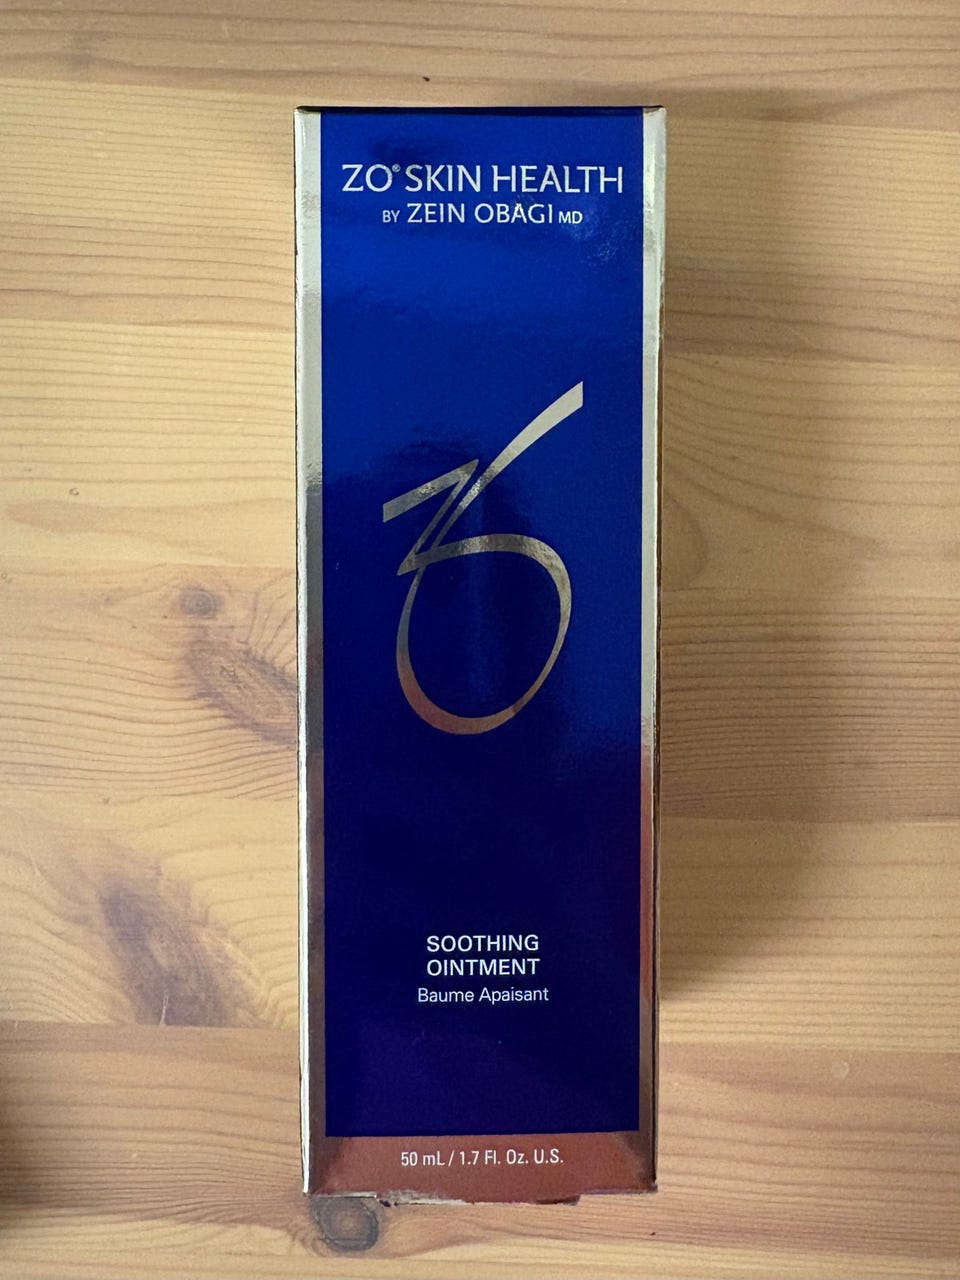 ZO® SKIN HEALTH
BY ZEIN OBAGI MD
SOOTHING
OINTMENT
Baume Apaisant
50 mL / 1.7 Fl. Oz. U.S.